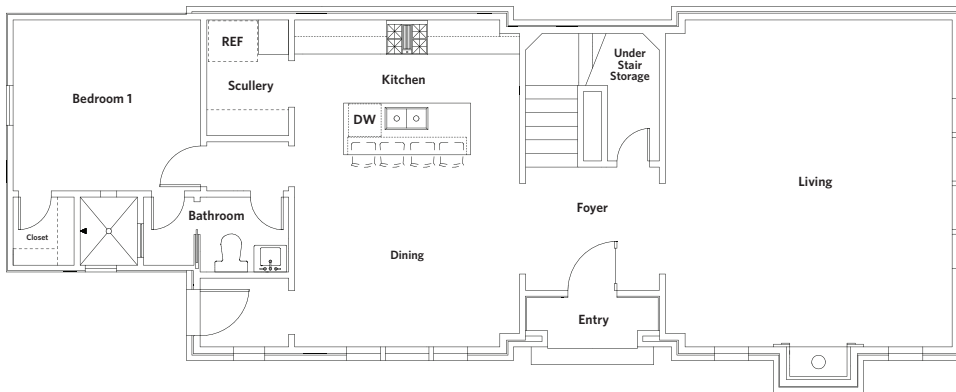 REF
Kitchen
Under
Stair
Storage
Scullery
Bedroom 1
DW
Living
Foyer
Bathroom
Closet
Dining
Entry